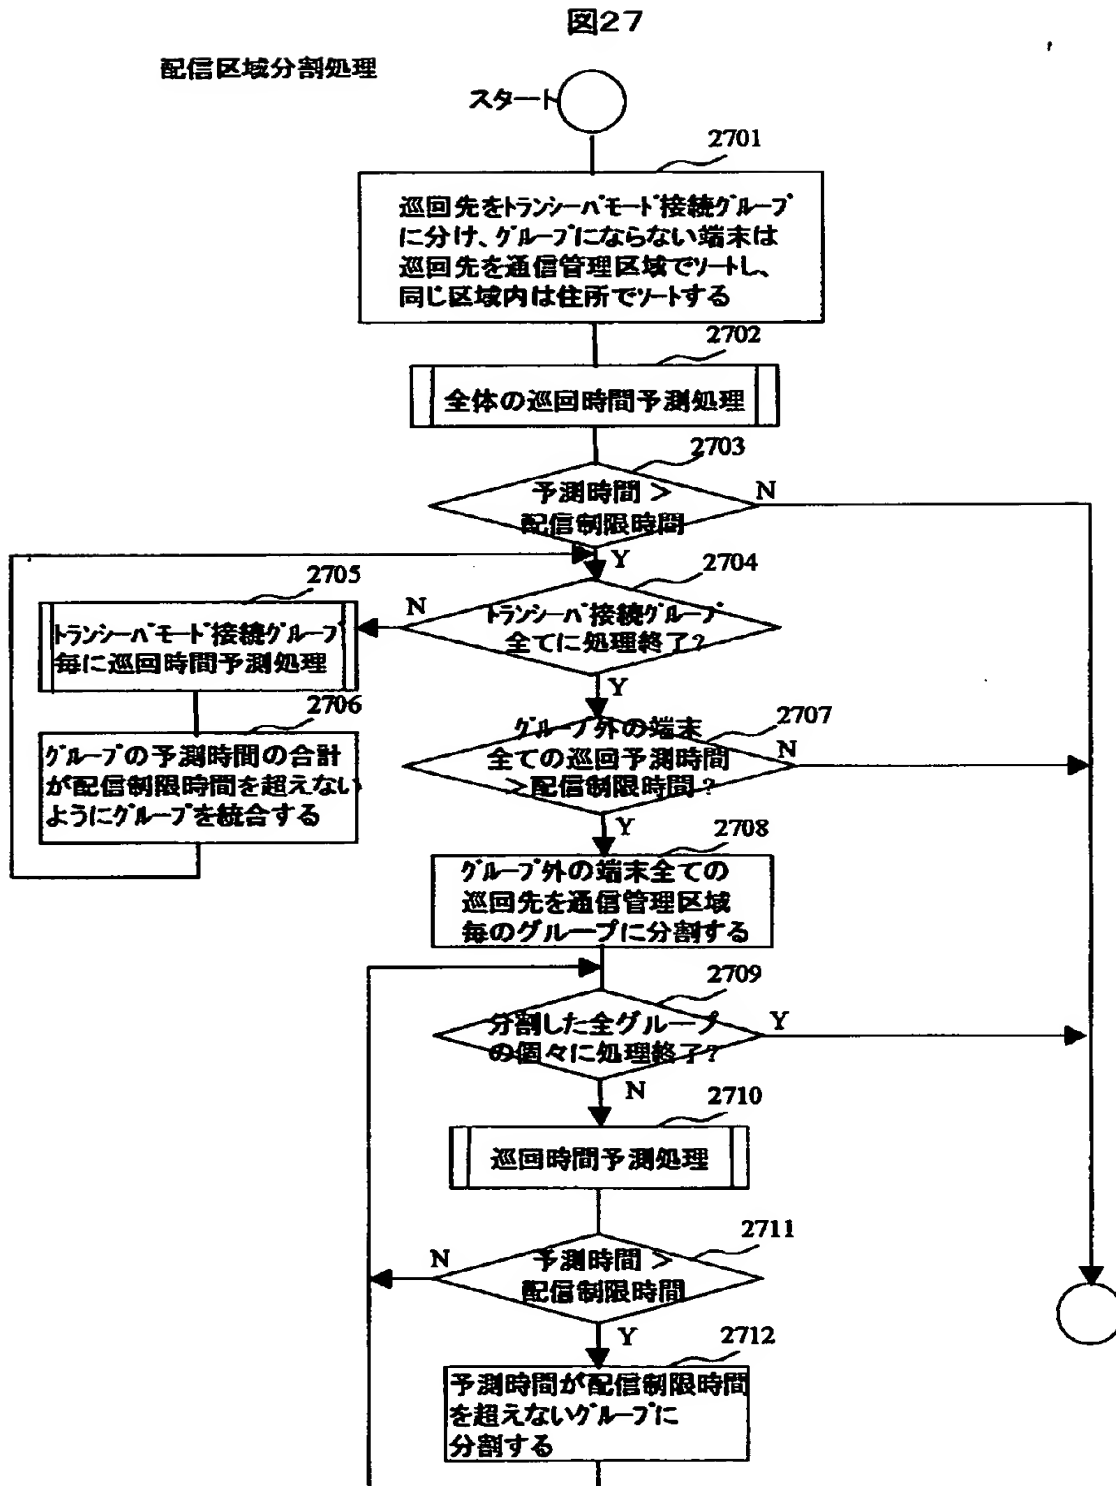 図27
配信区域分割処理
スタート
2701
巡回先をトランシーバモード接続グループ
に分け、グループにならない端末は
巡回先を通信管理区域でソートし、
同じ区域内は住所でソートする
2702
全体の巡回時間予測処理
2703
予測時間 >
配信制限時間
N
Y
2704
トランシーバ接続グループ
全てに処理終了?
N
Y
2705
トランシーバモード接続グループ
毎に巡回時間予測処理
2706
グループの予測時間の合計
が配信制限時間を超えない
ようにグループを統合する
2707
グループ外の端末
全ての巡回予測時間
>配信制限時間?
N
Y
2708
グループ外の端末全ての
巡回先を通信管理区域
毎のグループに分割する
2709
分割した全グループ
の個々に処理終了?
Y
N
2710
巡回時間予測処理
2711
予測時間 >
配信制限時間
N
Y
2712
予測時間が配信制限時間
を超えないグループに
分割する